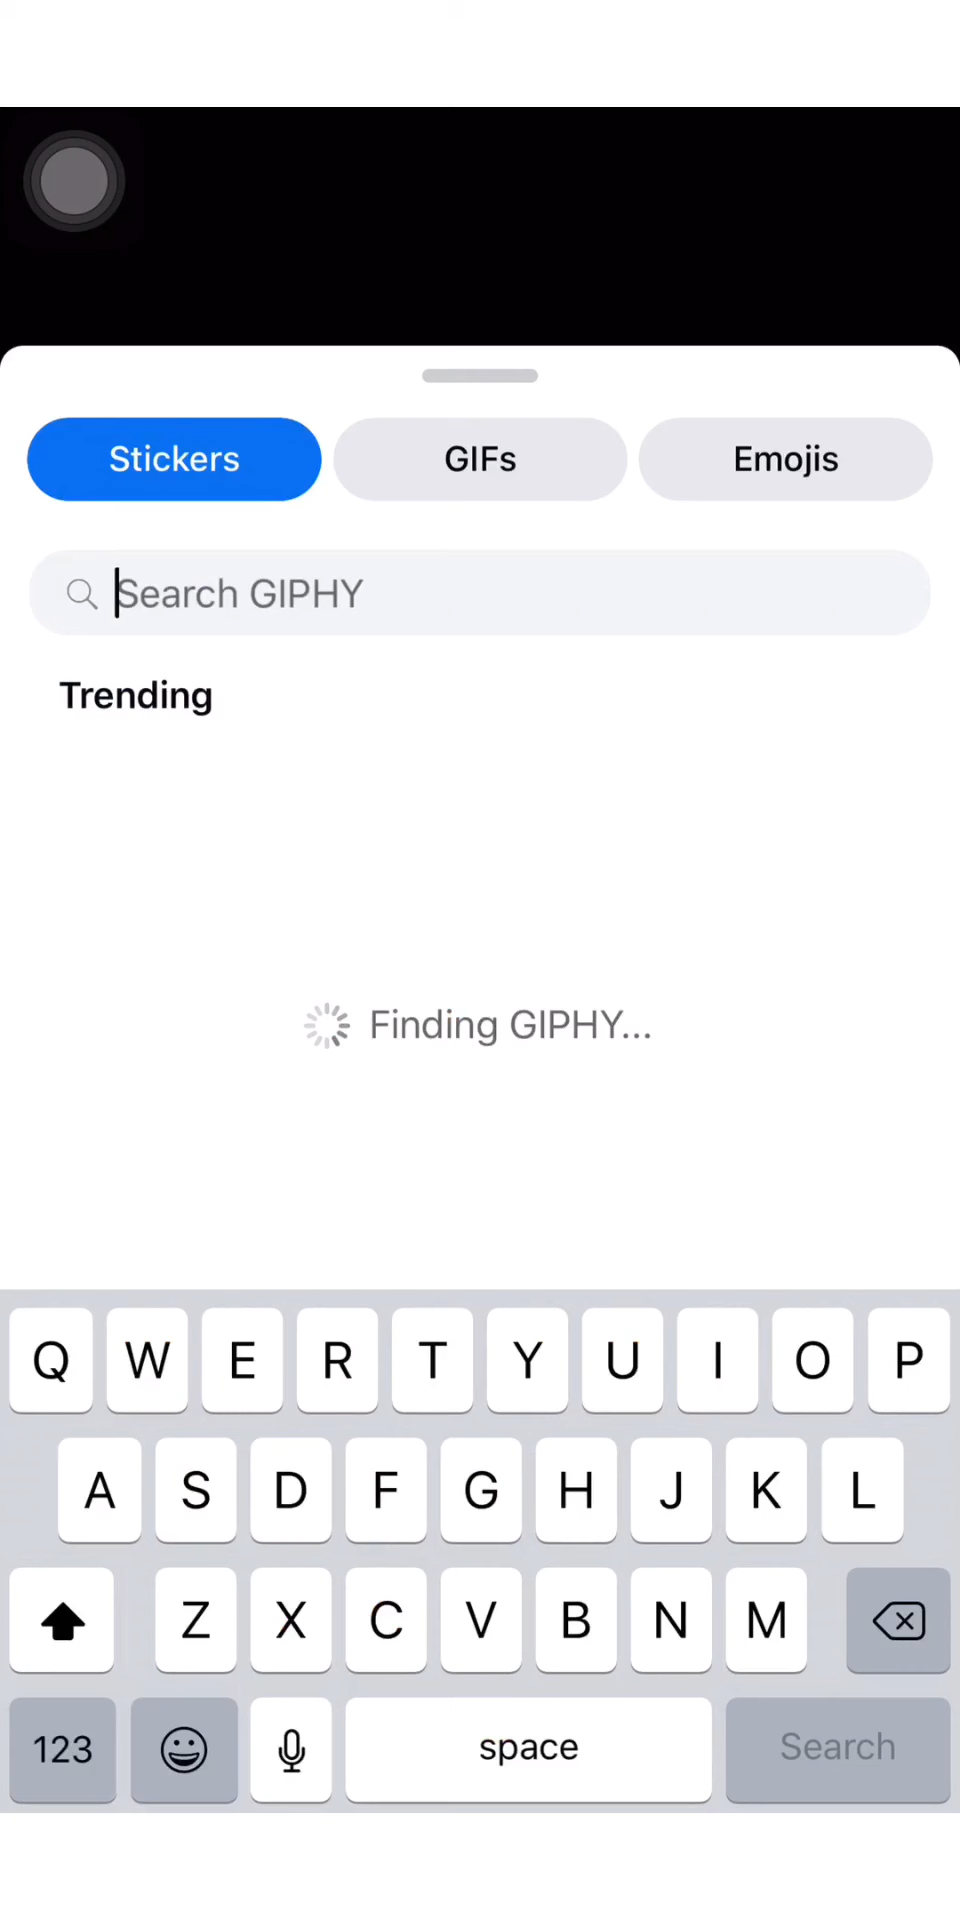 Stickers GIFs Emojis
Search GIPHY
Trending
Finding GIPHY...
Q W E R T Y U I O P
A S D F G H J K L
Z X C V B N M
123 space Search